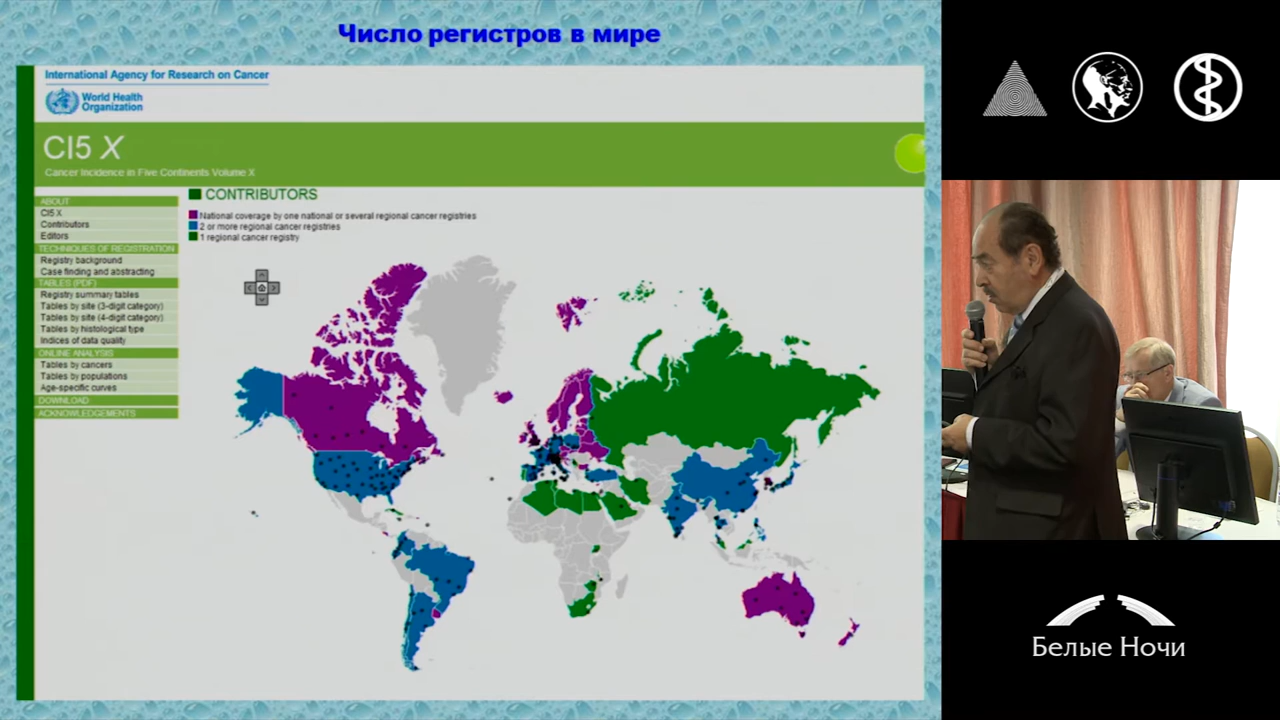 Число регистров в мире
International Agency for Research on Cancer
World Health
Organization
CI5 X
Cancer Incidence in Five Continents Volume X
ABOUT
CI5 X
Contributors
Editors
TECHNIQUES OF REGISTRATION
Registry background
Case finding and abstracting
TABLES (PDF)
Registry summary tables
Tables by site (3-digit category)
Tables by site (4-digit category)
Tables by histological type
Indices of data quality
ONLINE ANALYSIS
Tables by cancers
Tables by populations
Age-specific curves
DOWNLOAD
ACKNOWLEDGEMENTS
CONTRIBUTORS
National coverage by one national or several regional cancer registries
2 or more regional cancer registries
1 regional cancer registry
Белые Ночи